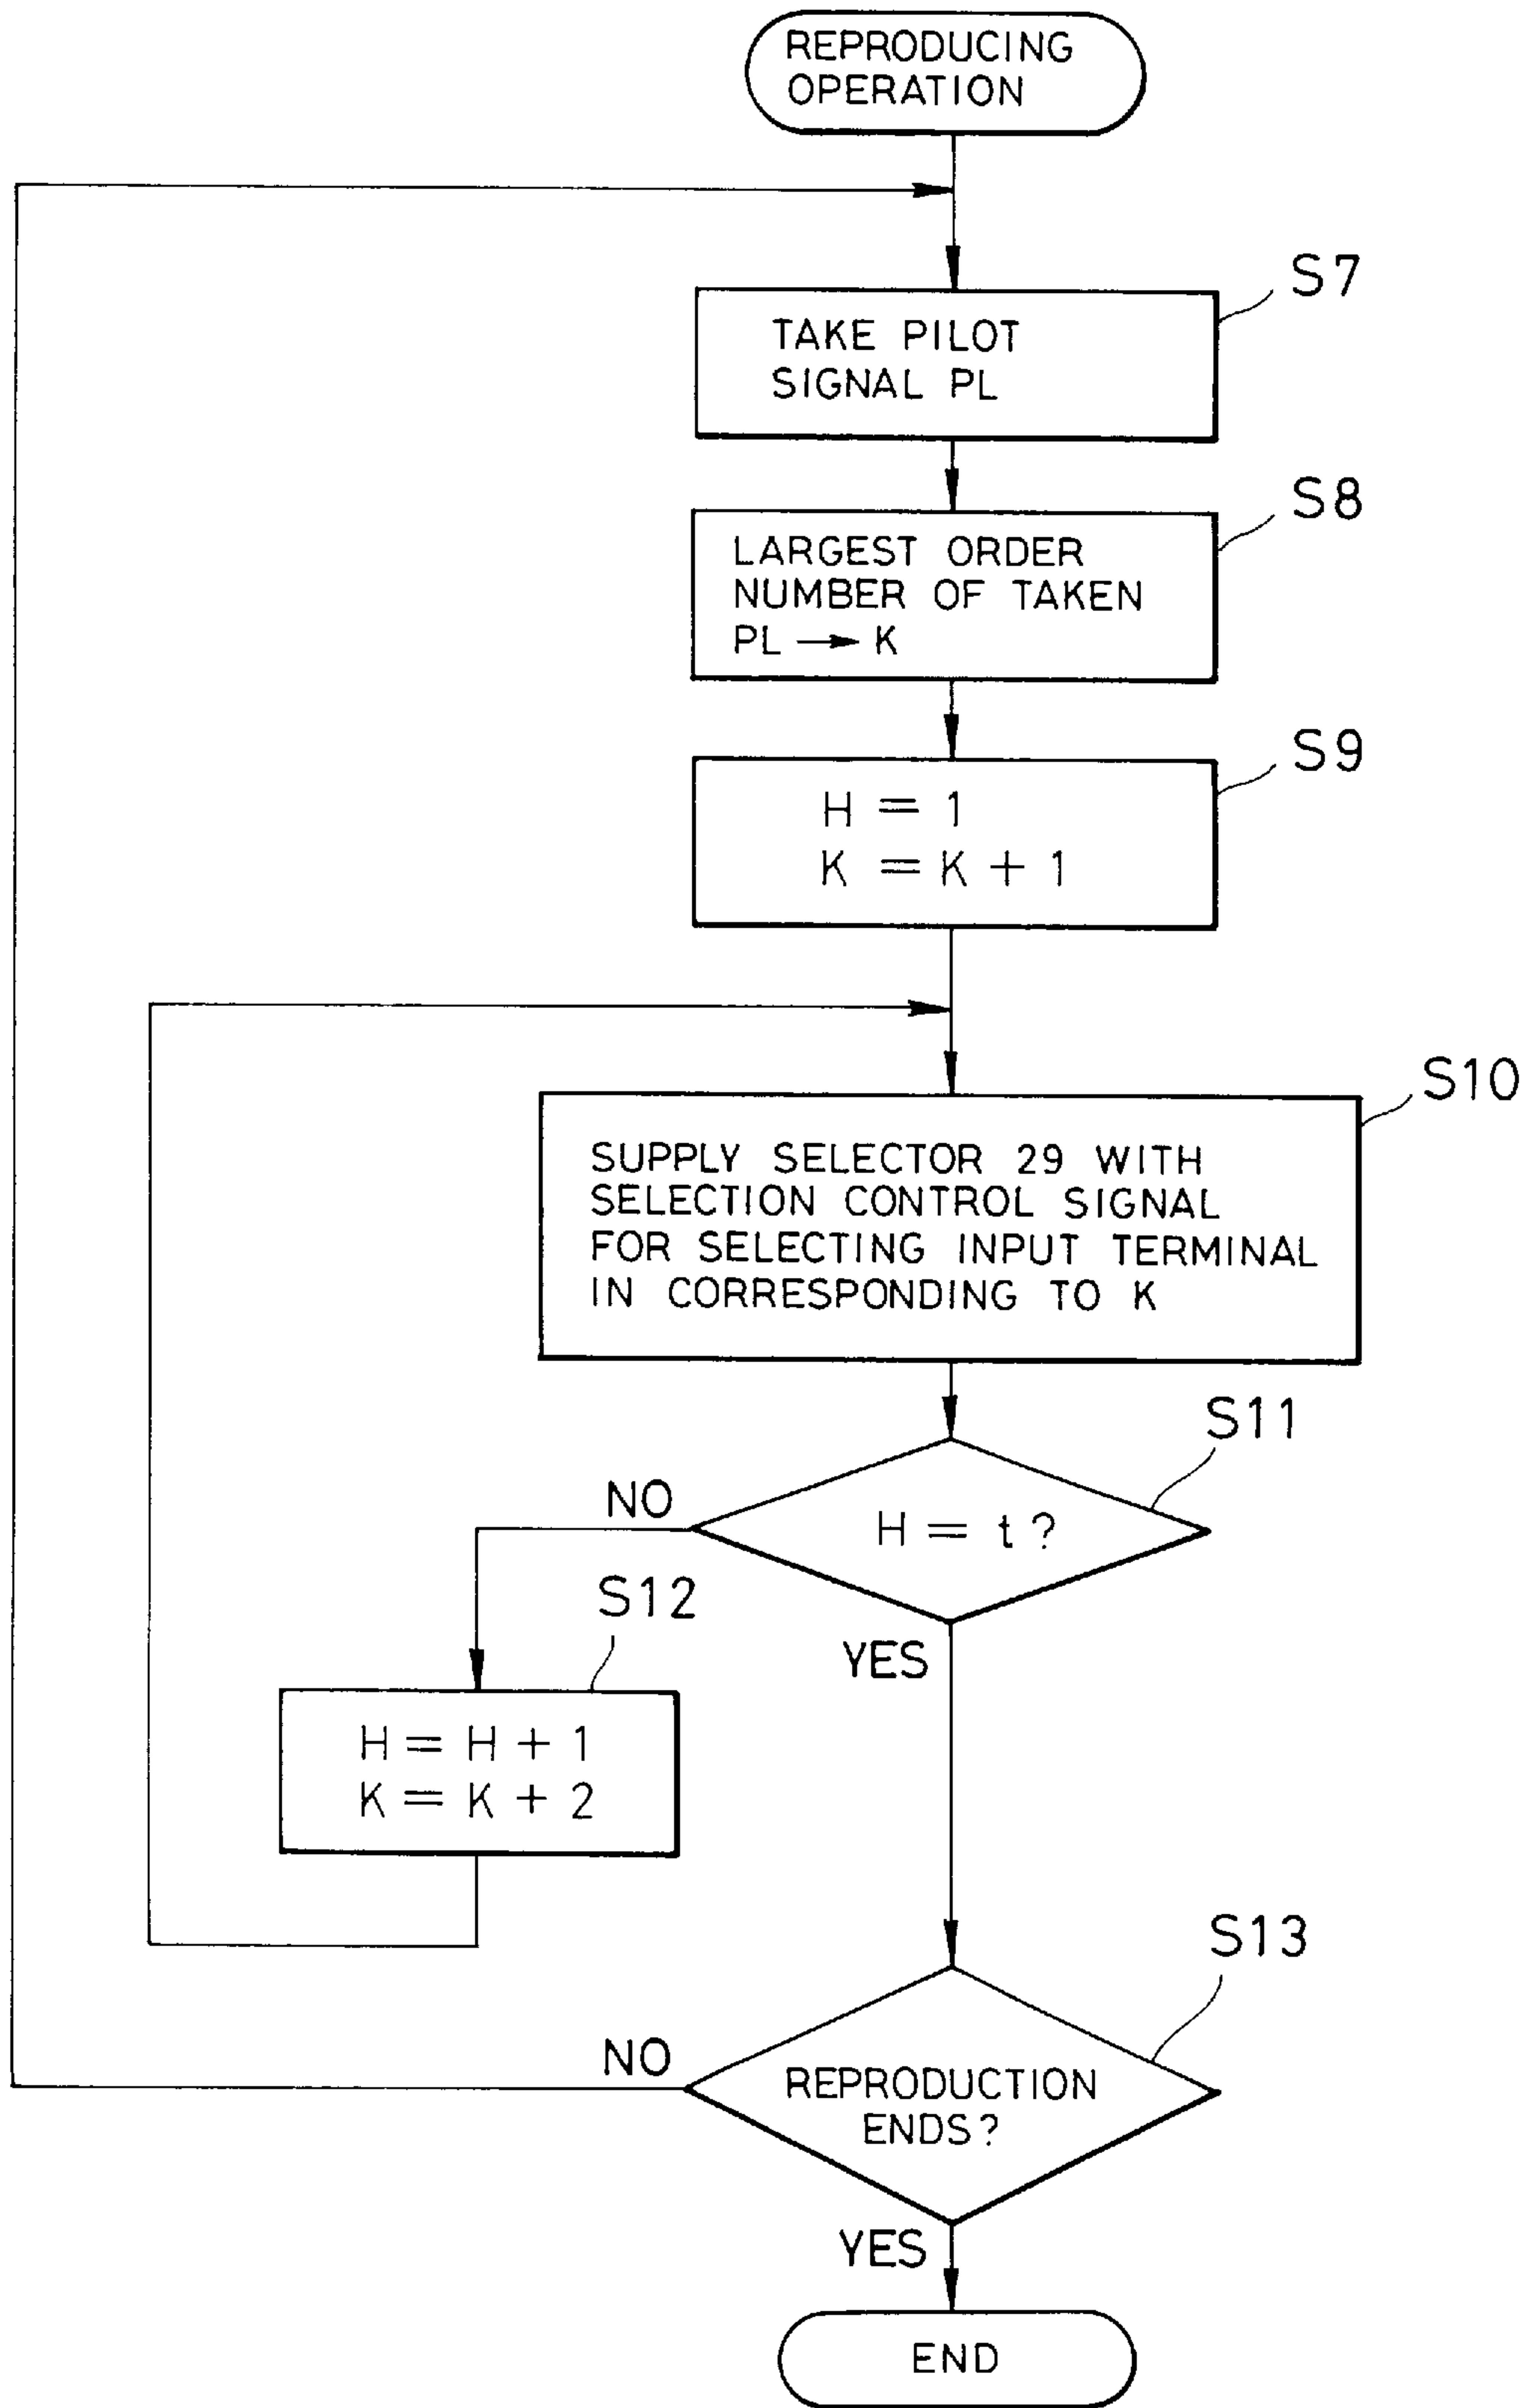 REPRODUCING
OPERATION
S7
TAKE PILOT
SIGNAL PL
S8
LARGEST ORDER
NUMBER OF TAKEN
PL → K
S9
H = 1
K = K + 1
S10
SUPPLY SELECTOR 29 WITH
SELECTION CONTROL SIGNAL
FOR SELECTING INPUT TERMINAL
IN CORRESPONDING TO K
S11
NO
H = t?
S12
YES
H = H + 1
K = K + 2
S13
NO
REPRODUCTION
ENDS?
YES
END